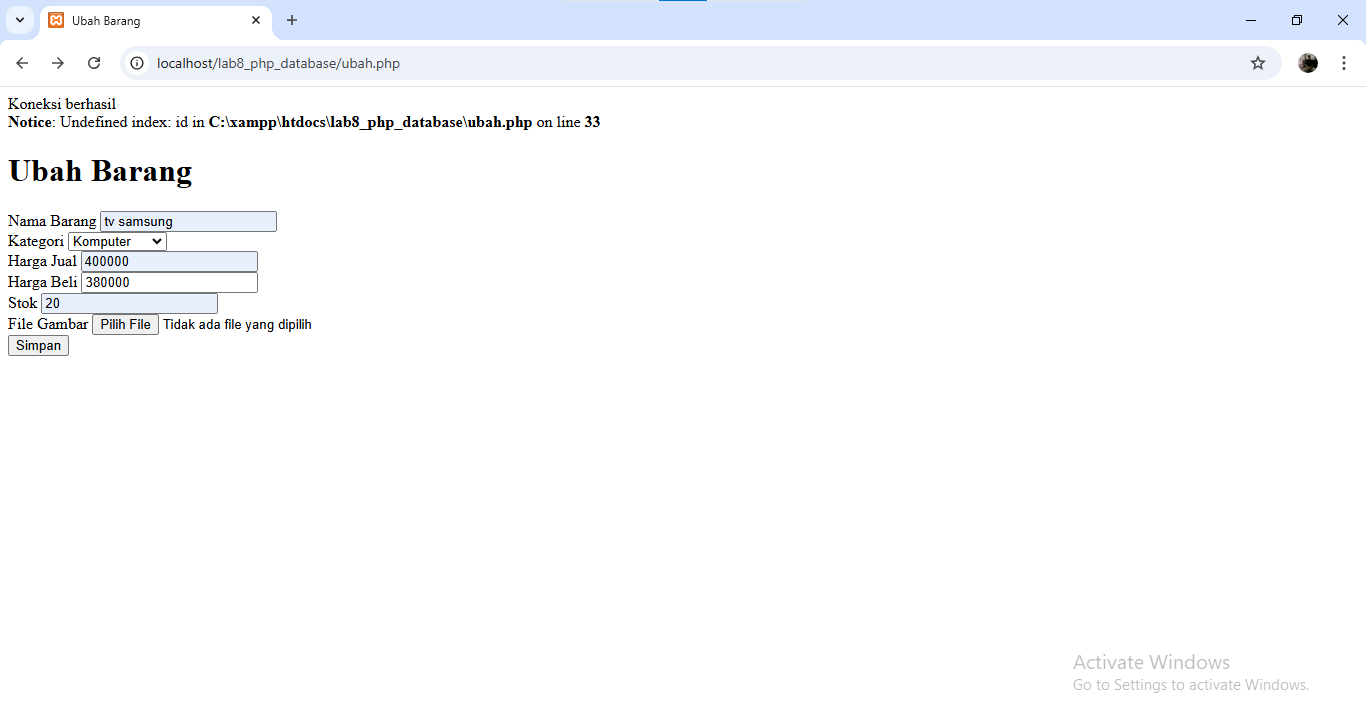 Ubah Barang
localhost/lab8_php_database/ubah.php
Koneksi berhasil
Notice: Undefined index: id in C:\xampp\htdocs\lab8_php_database\ubah.php on line 33
Ubah Barang
Nama Barang tv samsung
Kategori Komputer
Harga Jual 400000
Harga Beli 380000
Stok 20
File Gambar Pilih File Tidak ada file yang dipilih
Simpan
Activate Windows
Go to Settings to activate Windows.